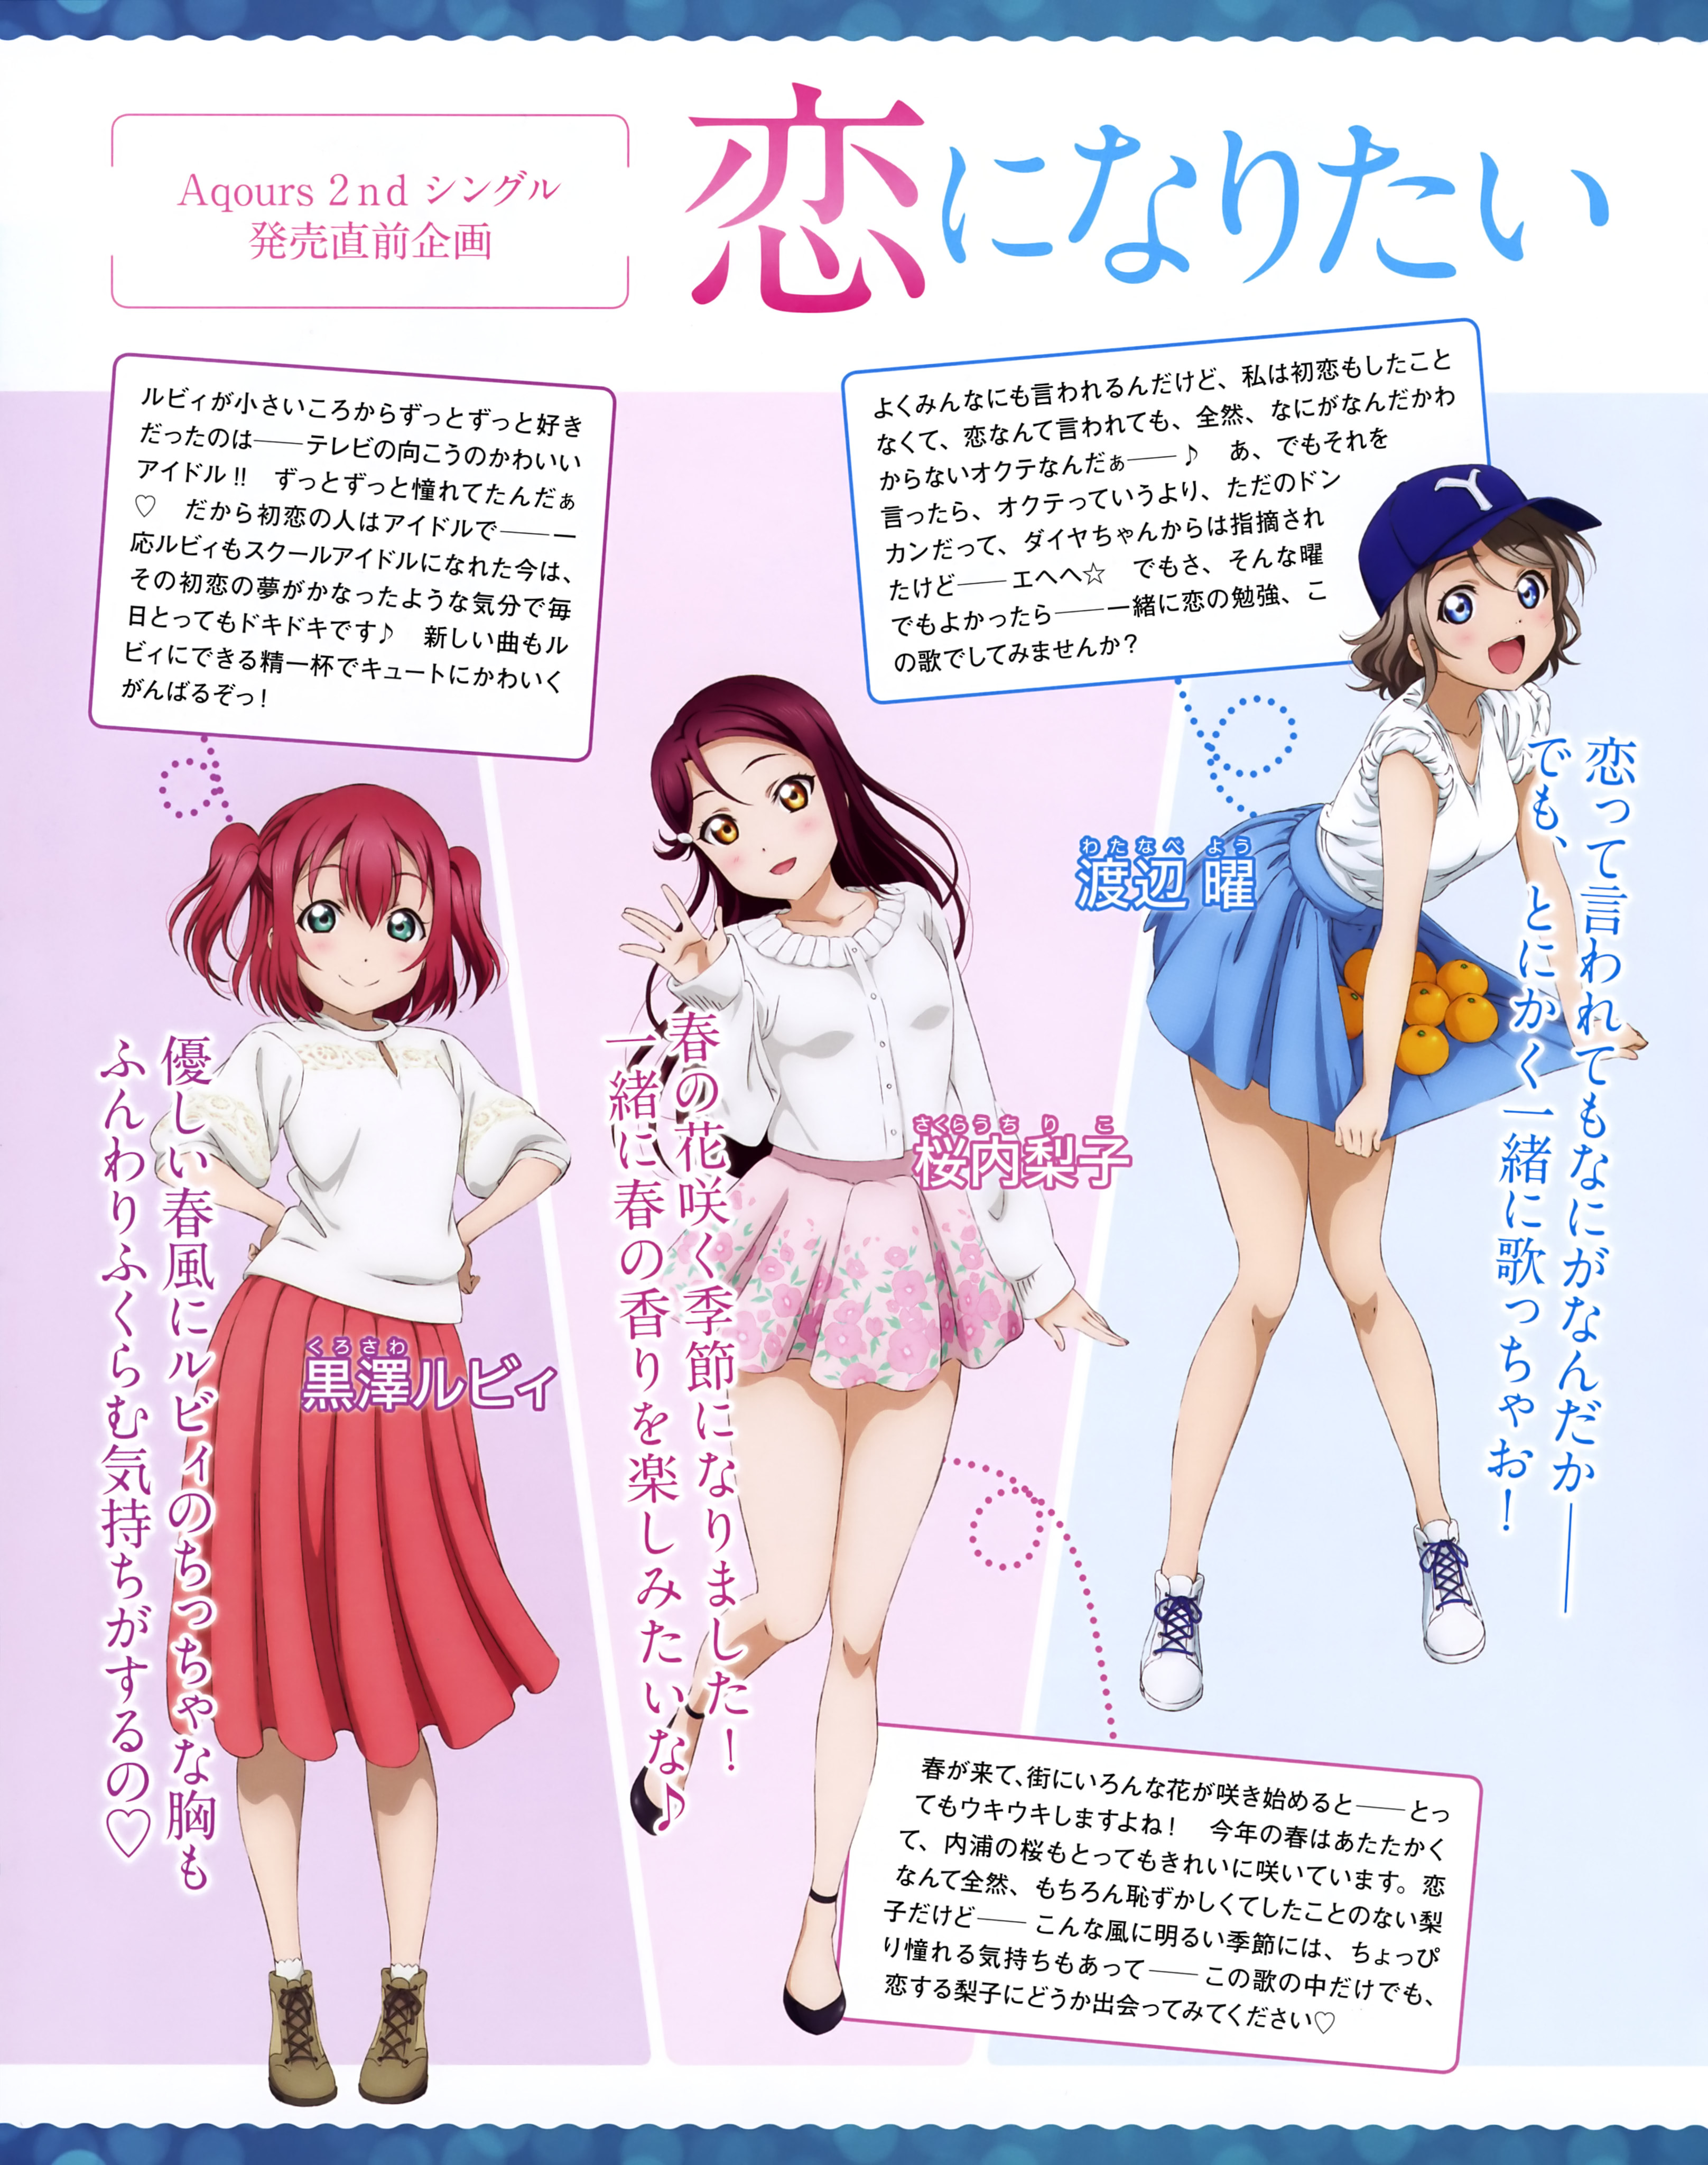 Aqours 2nd シングル
発売直前企画
恋になりたい
ルビィが小さいころからずっとずっと好き
だったのは――テレビの向こうのかわいい
アイドル!! ずっとずっと憧れてたんだぁ
♡ だから初恋の人はアイドルで――一
応ルビィもスクールアイドルになれた今は、
その初恋の夢がかなったような気分で毎
日とってもドキドキです♪ 新しい曲もル
ビィにできる精一杯でキュートにかわいく
がんばるぞっ!
よくみんなにも言われるんだけど、私は初恋もしたこと
なくて、恋なんて言われても、全然、なにがなんだかわ
からないオクテなんだぁ――♪ あ、でもそれを
言ったら、オクテっていうより、ただのドン
カンだって、ダイヤちゃんからは指摘され
たけど――エヘヘ☆ でもさ、そんな曜
でもよかったら――一緒に恋の勉強、こ
の歌でしてみませんか?
恋って言われてもなにがなんだか――
でも、とにかく一緒に歌っちゃお!
わたなべ よう
渡辺 曜
春の花咲く季節になりました!
一緒に春の香りを楽しみたいな♪
さくらうち りこ
桜内梨子
優しい春風にルビィのちっちゃな胸も
ふんわりふくらむ気持ちがするの♡
くろさわ
黒澤ルビィ
春が来て、街にいろんな花が咲き始めると――とっ
てもウキウキしますよね! 今年の春はあたたかく
て、内浦の桜もとってもきれいに咲いています。恋
なんて全然、もちろん恥ずかしくてしたことのない梨
子だけど―― こんな風に明るい季節には、ちょっぴ
り憧れる気持ちもあって―― この歌の中だけでも、
恋する梨子にどうか出会ってみてください♡
Y